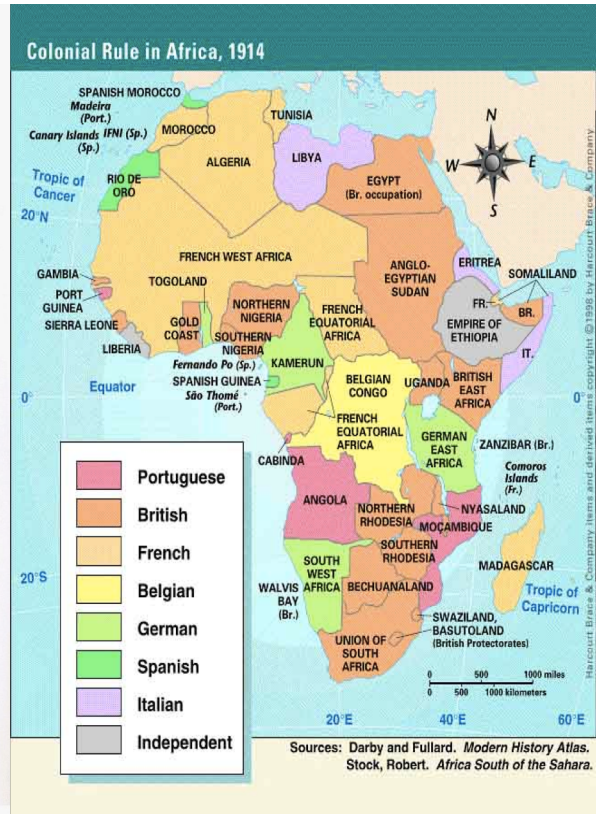 Colonial Rule in Africa, 1914
SPANISH MOROCCO
Madeira
(Port.)
Canary Islands
(Sp.)
IFNI (Sp.)
MOROCCO
TUNISIA
ALGERIA
LIBYA
EGYPT
(Br. occupation)
N
W
E
S
Tropic of
Cancer
RIO DE
ORO
20°N
FRENCH WEST AFRICA
ANGLO-
EGYPTIAN
SUDAN
ERITREA
SOMALILAND
FR.
BR.
IT.
EMPIRE OF
ETHIOPIA
GAMBIA
PORT
GUINEA
SIERRA LEONE
LIBERIA
TOGOLAND
GOLD
COAST
NORTHERN
NIGERIA
SOUTHERN
NIGERIA
FRENCH
EQUATORIAL
AFRICA
KAMERUN
Fernando Po (Sp.)
SPANISH GUINEA
São Thomé
(Port.)
Equator
0°
0°
BELGIAN
CONGO
UGANDA
BRITISH
EAST
AFRICA
FRENCH
EQUATORIAL
AFRICA
CABINDA
GERMAN
EAST
AFRICA
ZANZIBAR (Br.)
Comoros
Islands
(Fr.)
ANGOLA
NORTHERN
RHODESIA
NYASALAND
MOÇAMBIQUE
SOUTHERN
RHODESIA
MADAGASCAR
20°S
SOUTH
WEST
AFRICA
WALVIS
BAY
(Br.)
BECHUANALAND
Tropic of
Capricorn
SWAZILAND,
BASUTOLAND
(British Protectorates)
UNION OF
SOUTH
AFRICA
0 500 1000 miles
0 500 1000 kilometers
20°E
40°E
60°E
Portuguese
British
French
Belgian
German
Spanish
Italian
Independent
Sources: Darby and Fullard. Modern History Atlas.
Stock, Robert. Africa South of the Sahara.
Harcourt Brace & Company items and derived items copyright ©1998 by Harcourt Brace & Company